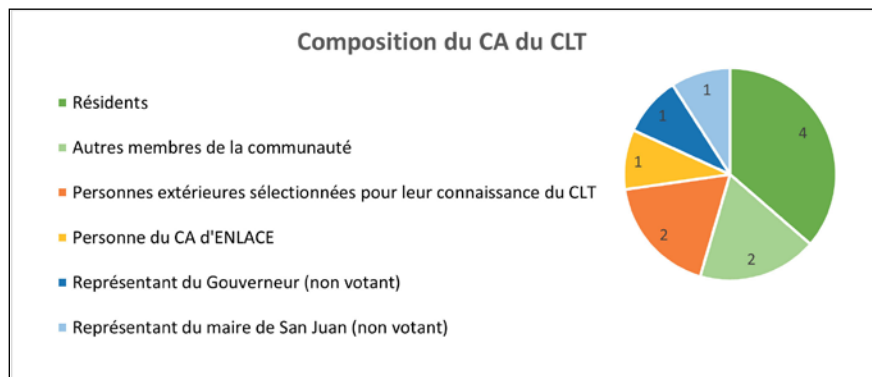 Composition du CA du CLT
Résidents
Autres membres de la communauté
Personnes extérieures sélectionnées pour leur connaissance du CLT
Personne du CA d'ENLACE
Représentant du Gouverneur (non votant)
Représentant du maire de San Juan (non votant)
4
2
2
1
1
1